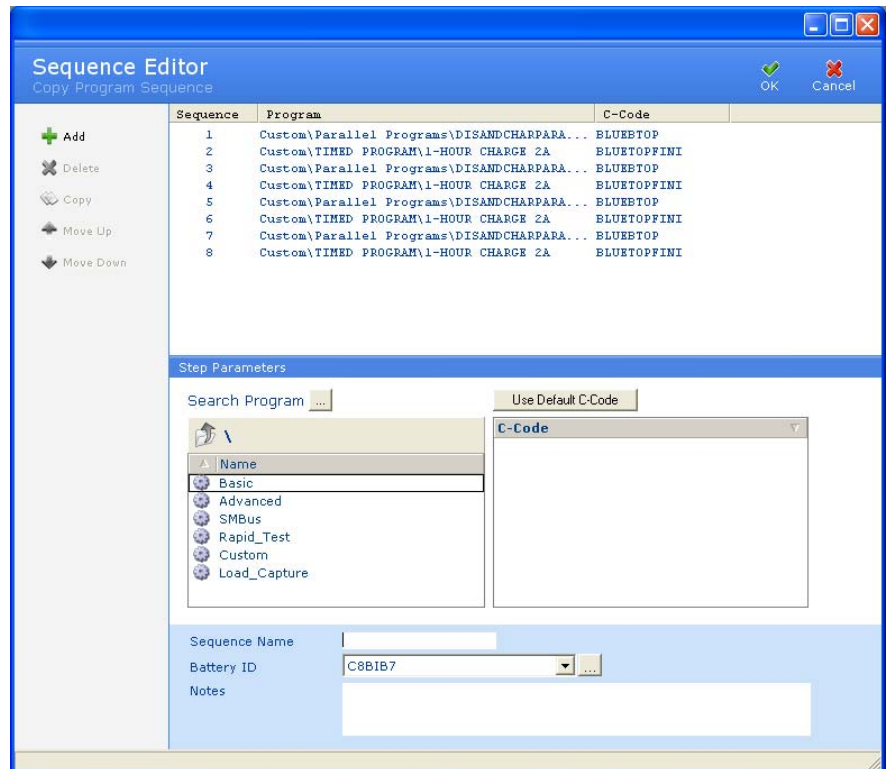 Sequence Editor
Copy Program Sequence
OK Cancel
Add
Delete
Copy
Move Up
Move Down
Sequence Program C-Code
1 Custom\Parallel Programs\DISANDCHARPARA... BLUEBTOP
2 Custom\TIMED PROGRAM\1-HOUR CHARGE 2A BLUETOPFINI
3 Custom\Parallel Programs\DISANDCHARPARA... BLUEBTOP
4 Custom\TIMED PROGRAM\1-HOUR CHARGE 2A BLUETOPFINI
5 Custom\Parallel Programs\DISANDCHARPARA... BLUEBTOP
6 Custom\TIMED PROGRAM\1-HOUR CHARGE 2A BLUETOPFINI
7 Custom\Parallel Programs\DISANDCHARPARA... BLUEBTOP
8 Custom\TIMED PROGRAM\1-HOUR CHARGE 2A BLUETOPFINI
Step Parameters
Search Program ...
Use Default C-Code
\
C-Code
Name
Basic
Advanced
SMBus
Rapid_Test
Custom
Load_Capture
Sequence Name
Battery ID C8BIB7 ...
Notes